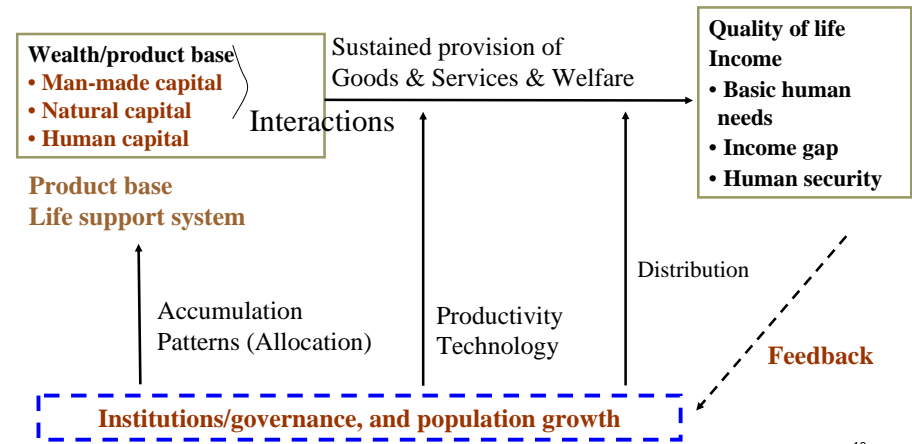 Wealth/product base
• Man-made capital
• Natural capital
• Human capital
Interactions
Product base
Life support system
Sustained provision of
Goods & Services & Welfare
Quality of life
Income
• Basic human
needs
• Income gap
• Human security
Accumulation
Patterns (Allocation)
Productivity
Technology
Distribution
Feedback
Institutions/governance, and population growth